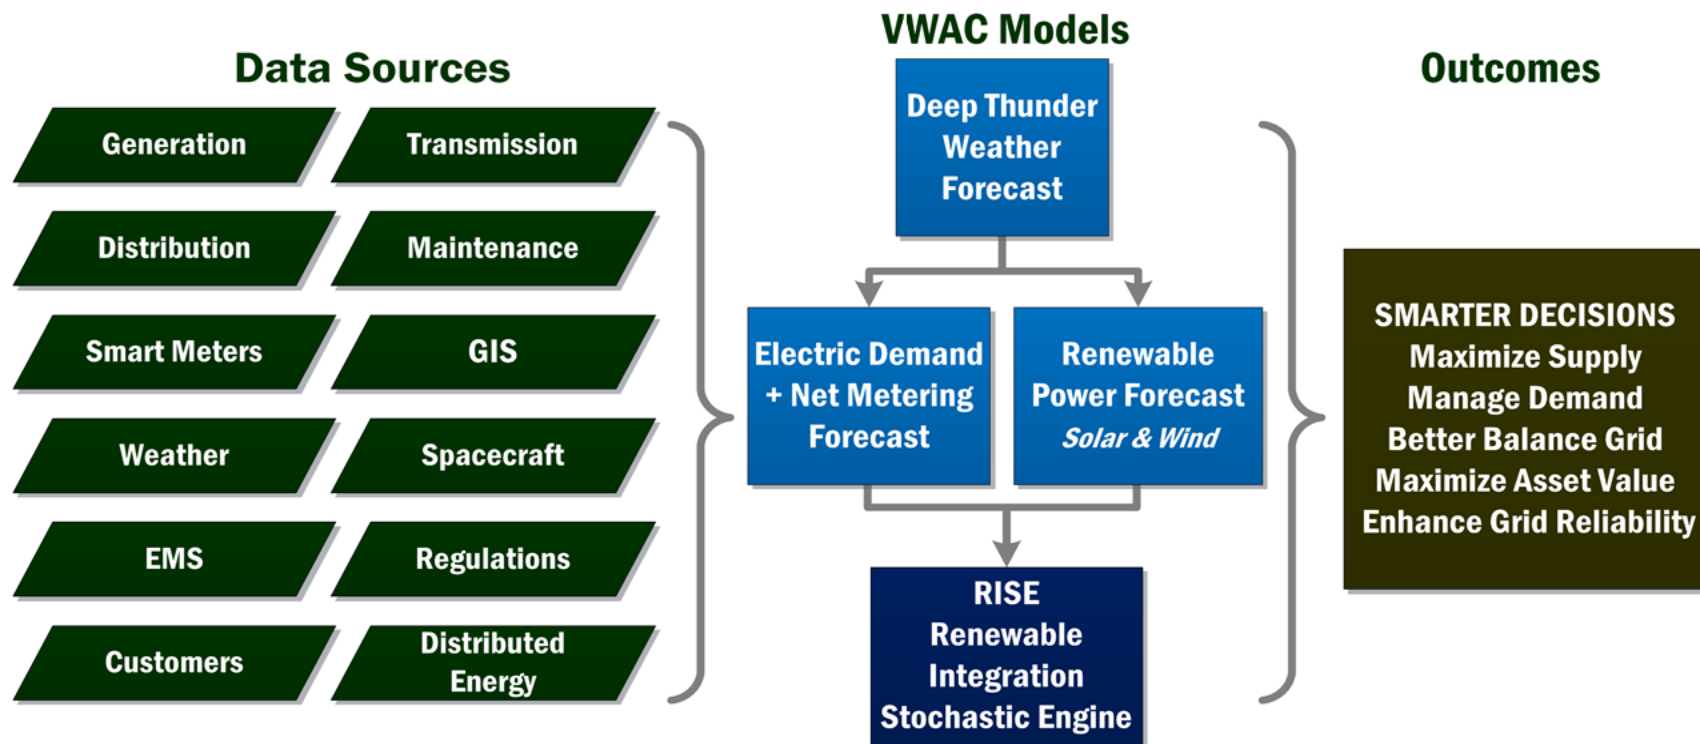 Data Sources
Generation
Transmission
Distribution
Maintenance
Smart Meters
GIS
Weather
Spacecraft
EMS
Regulations
Customers
Distributed
Energy
VWAC Models
Deep Thunder
Weather
Forecast
Electric Demand
+ Net Metering
Forecast
Renewable
Power Forecast
Solar & Wind
RISE
Renewable
Integration
Stochastic Engine
Outcomes
SMARTER DECISIONS
Maximize Supply
Manage Demand
Better Balance Grid
Maximize Asset Value
Enhance Grid Reliability